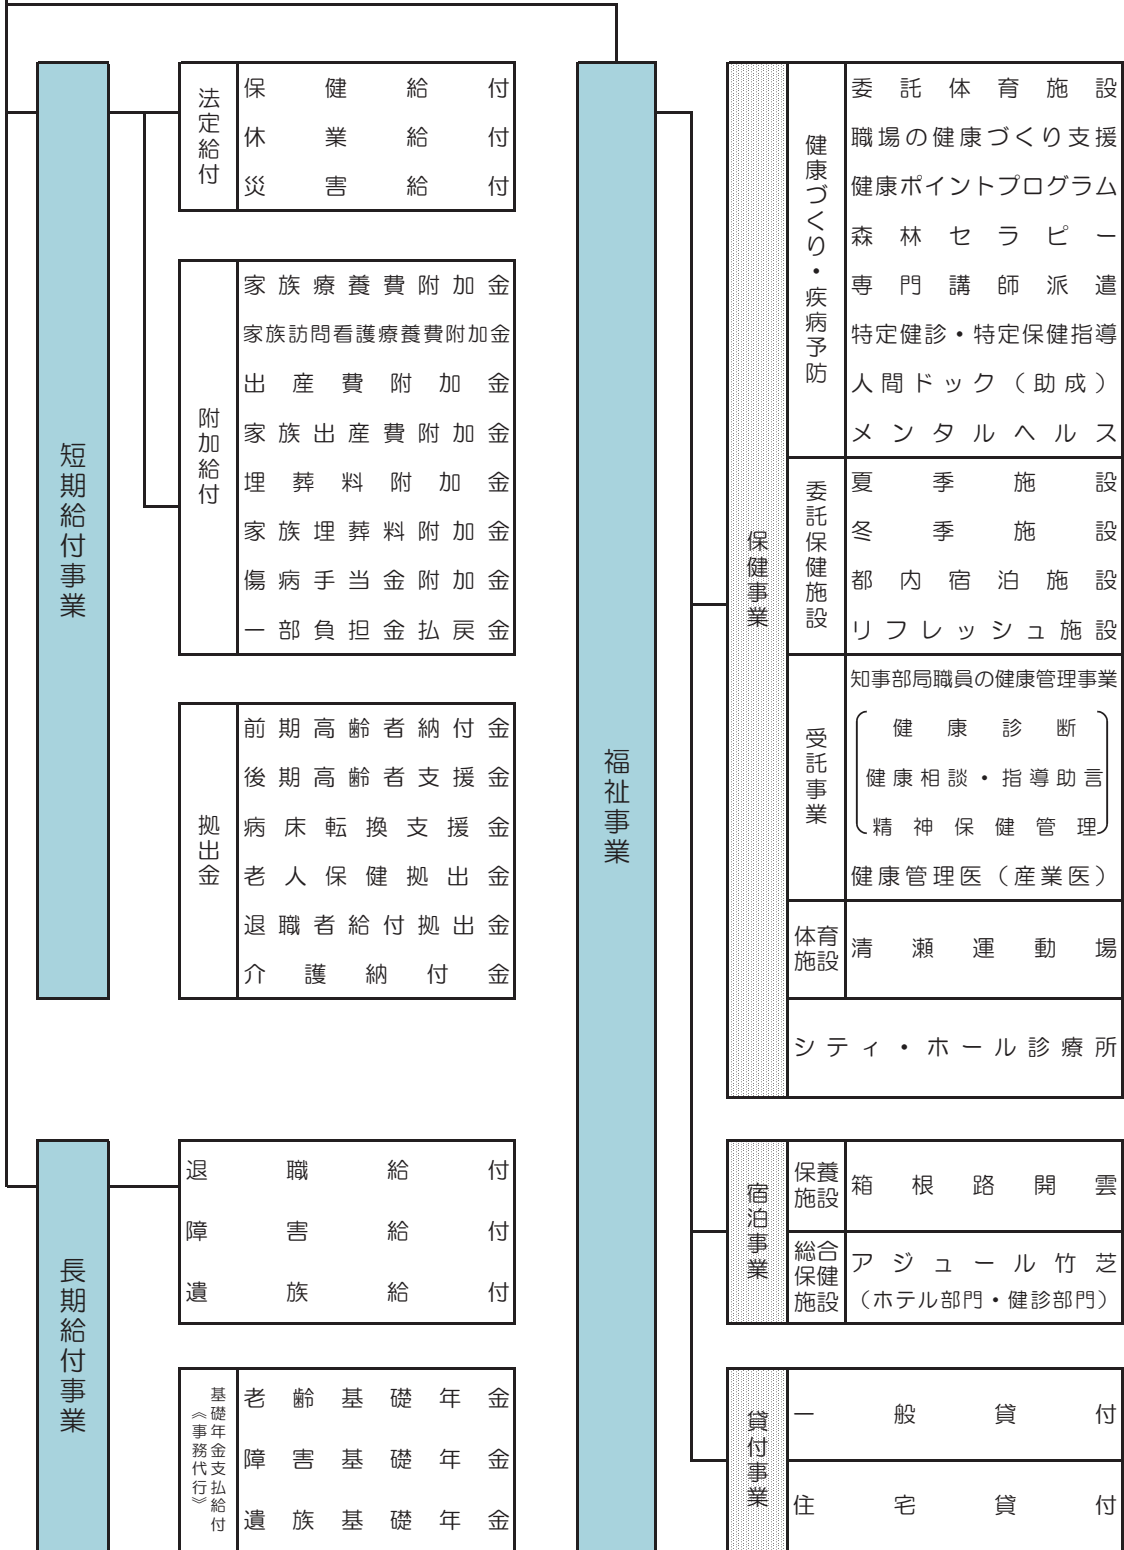 短期給付事業
法定給付
保健給付
休業給付
災害給付
附加給付
家族療養費附加金
家族訪問看護療養費附加金
出産費附加金
家族出産費附加金
埋葬料附加金
家族埋葬料附加金
傷病手当金附加金
一部負担金払戻金
拠出金
前期高齢者納付金
後期高齢者支援金
病床転換支援金
老人保健拠出金
退職者給付拠出金
介護納付金
長期給付事業
退職給付
障害給付
遺族給付
基礎年金支払給付
《事務代行》
老齢基礎年金
障害基礎年金
遺族基礎年金
福祉事業
保健事業
健康づくり・疾病予防
委託体育施設
職場の健康づくり支援
健康ポイントプログラム
森林セラピー
専門講師派遣
特定健診・特定保健指導
人間ドック（助成）
メンタルヘルス
委託保健施設
夏季施設
冬季施設
都内宿泊施設
リフレッシュ施設
受託事業
知事部局職員の健康管理事業
健康診断
健康相談・指導助言
精神保健管理
健康管理医（産業医）
体育
施設
清瀬運動場
シティ・ホール診療所
宿泊事業
保養
施設
箱根路開雲
総合
保健
施設
アジュール竹芝
（ホテル部門・健診部門）
貸付事業
一般貸付
住宅貸付